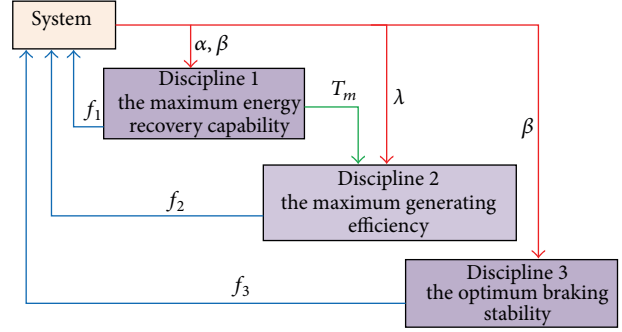 System
α, β
Discipline 1
the maximum energy
recovery capability
f₁
Tₘ
λ
β
Discipline 2
the maximum generating
efficiency
f₂
Discipline 3
the optimum braking
stability
f₃